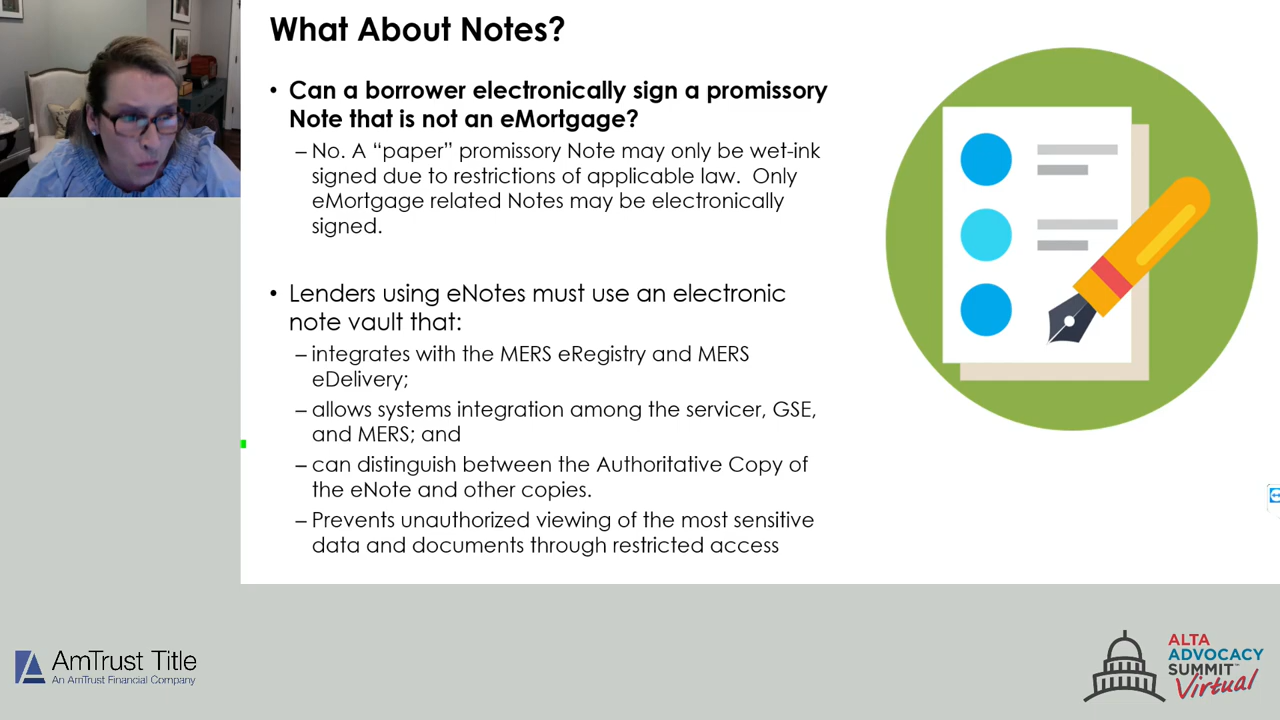 What About Notes?
• Can a borrower electronically sign a promissory
Note that is not an eMortgage?
– No. A “paper” promissory Note may only be wet-ink
signed due to restrictions of applicable law. Only
eMortgage related Notes may be electronically
signed.
• Lenders using eNotes must use an electronic
note vault that:
– integrates with the MERS eRegistry and MERS
eDelivery;
– allows systems integration among the servicer, GSE,
and MERS; and
– can distinguish between the Authoritative Copy of
the eNote and other copies.
– Prevents unauthorized viewing of the most sensitive
data and documents through restricted access
AmTrust Title
An AmTrust Financial Company
ALTA
ADVOCACY
SUMMIT™
Virtual